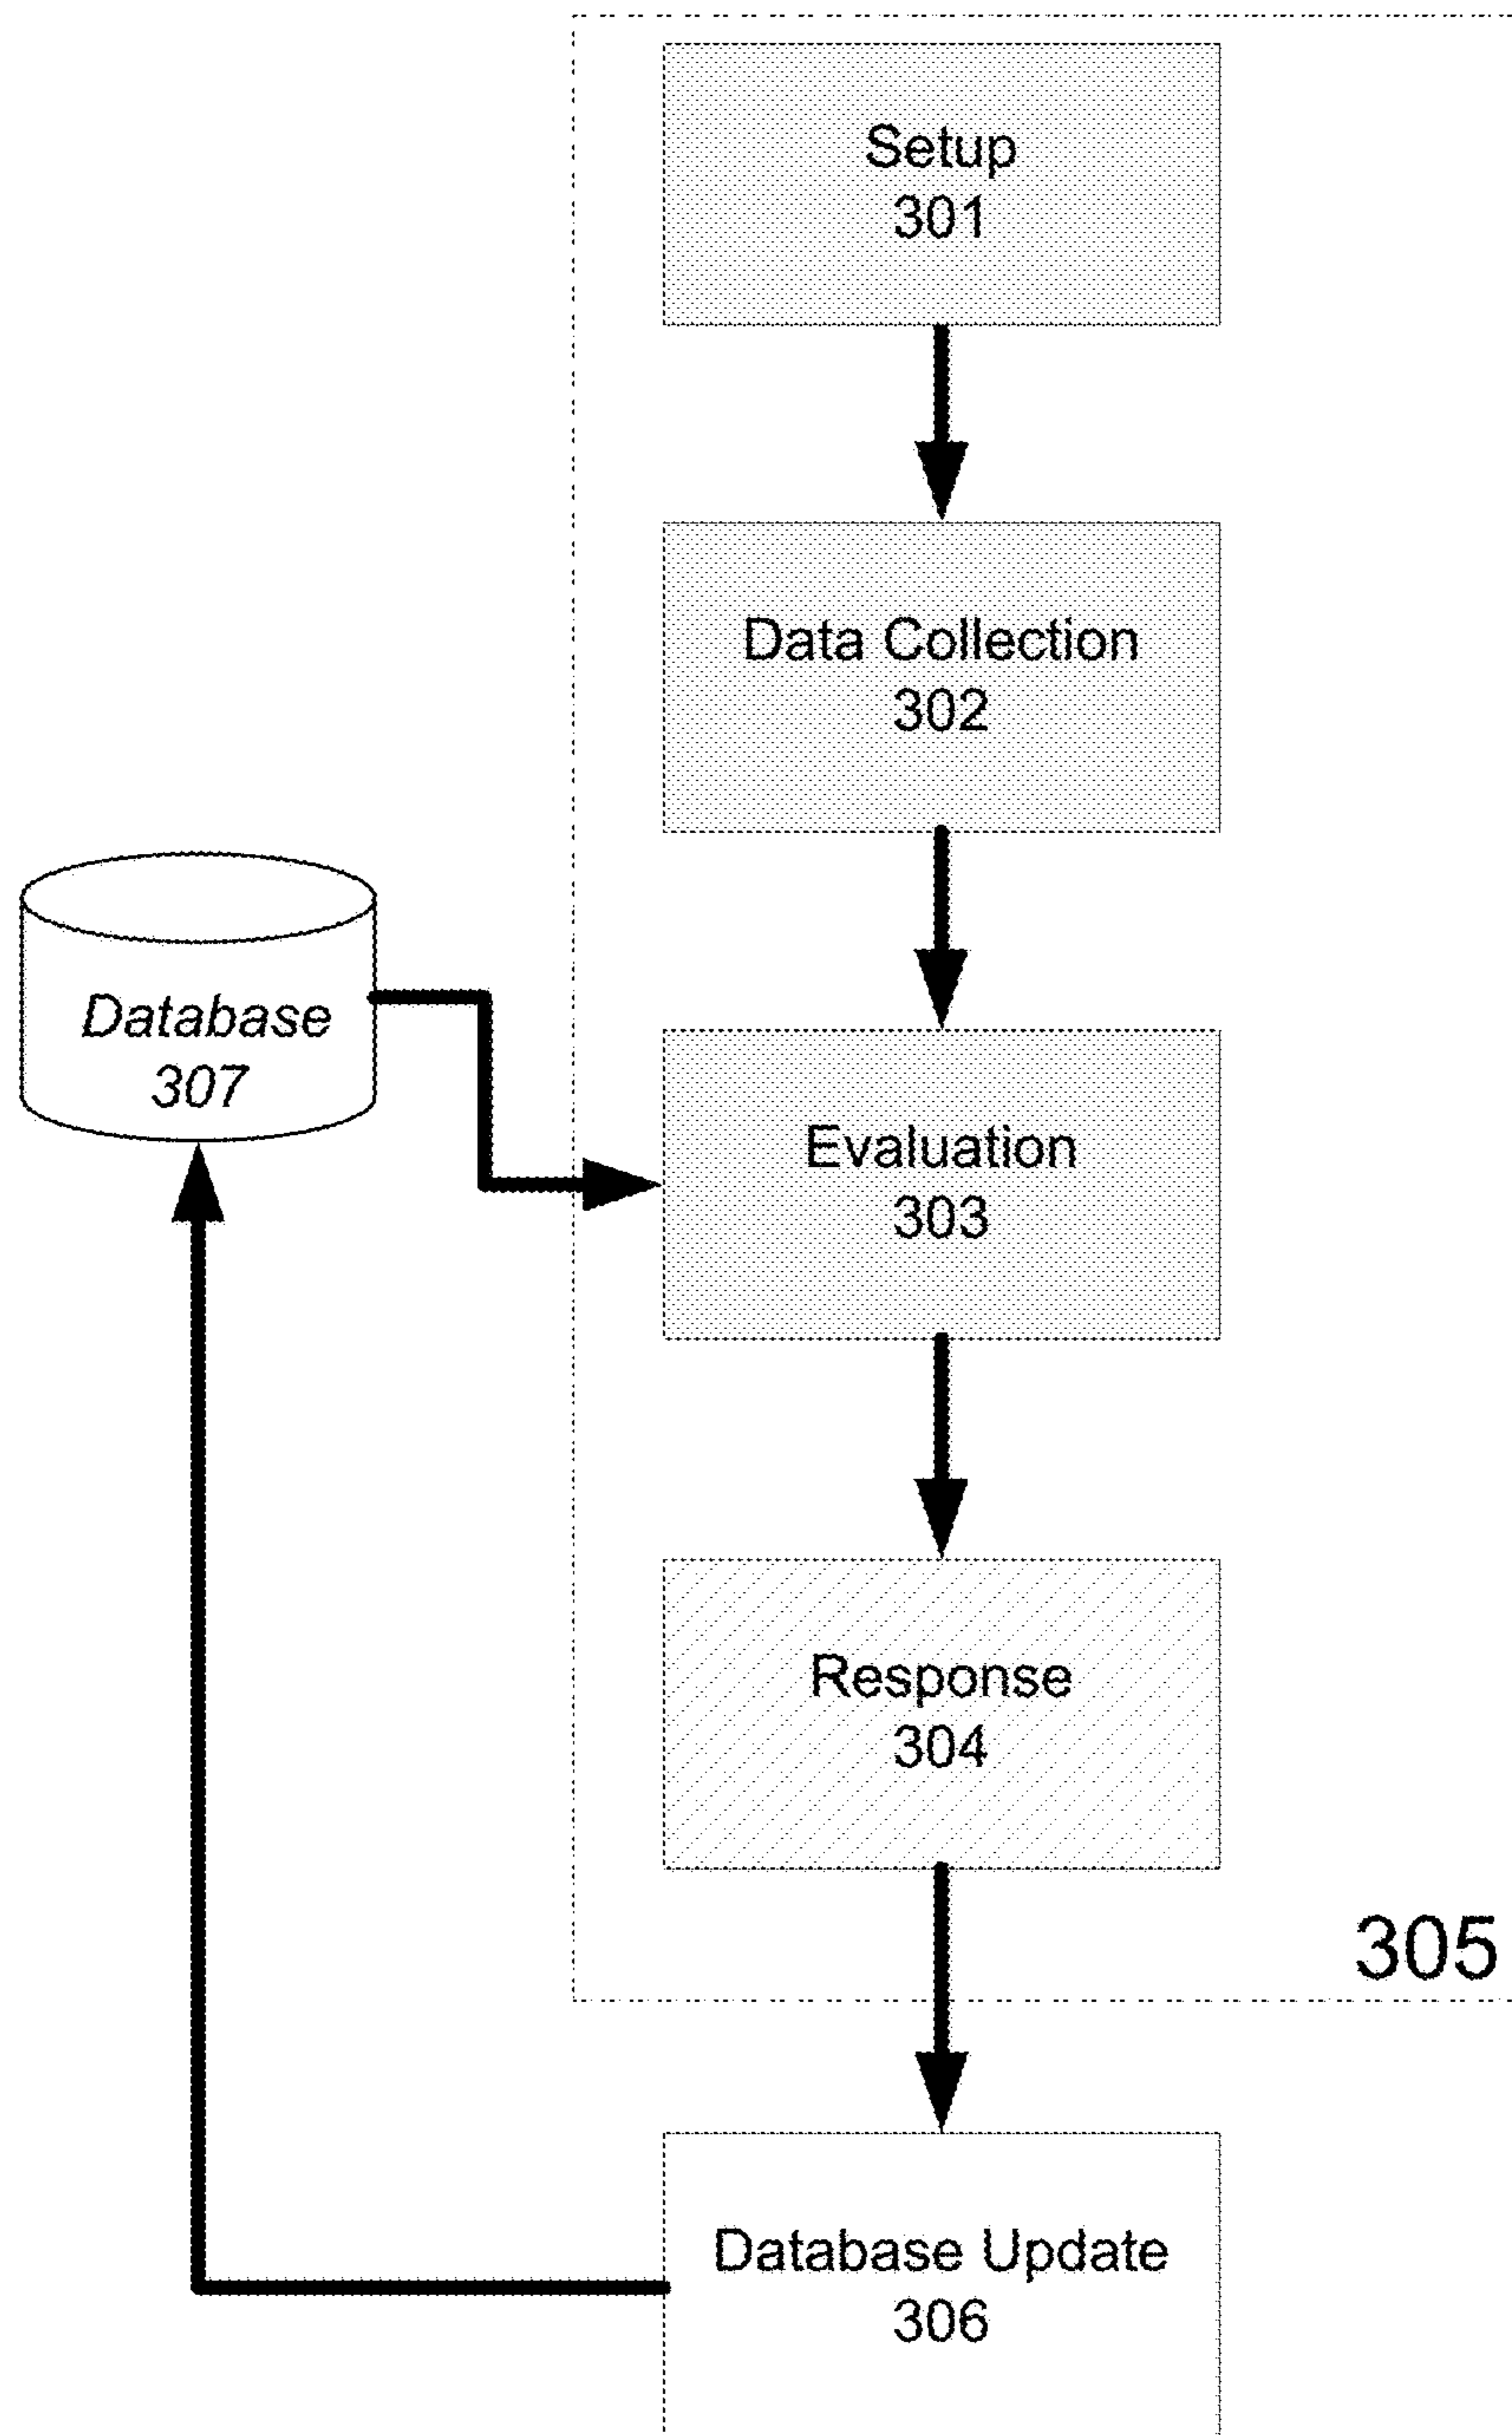 Setup
301
Data Collection
302
Database
307
Evaluation
303
Response
304
305
Database Update
306